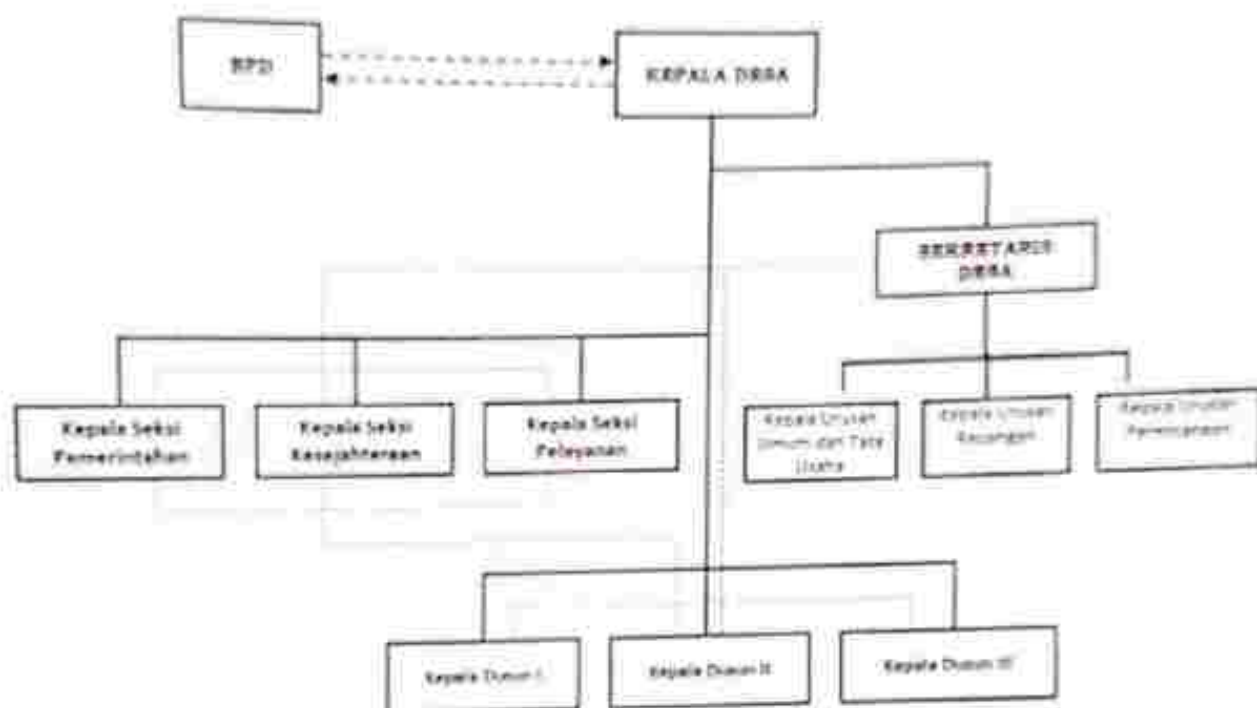 BPD
KEPALA DESA
SEKRETARIS
DESA
Kepala Seksi
Pemerintahan
Kepala Seksi
Kesejahteraan
Kepala Seksi
Pelayanan
Kepala Urusan
Umum dan Tata
Usaha
Kepala Urusan
Keuangan
Kepala Urusan
Perencanaan
Kepala Dusun I
Kepala Dusun II
Kepala Dusun III